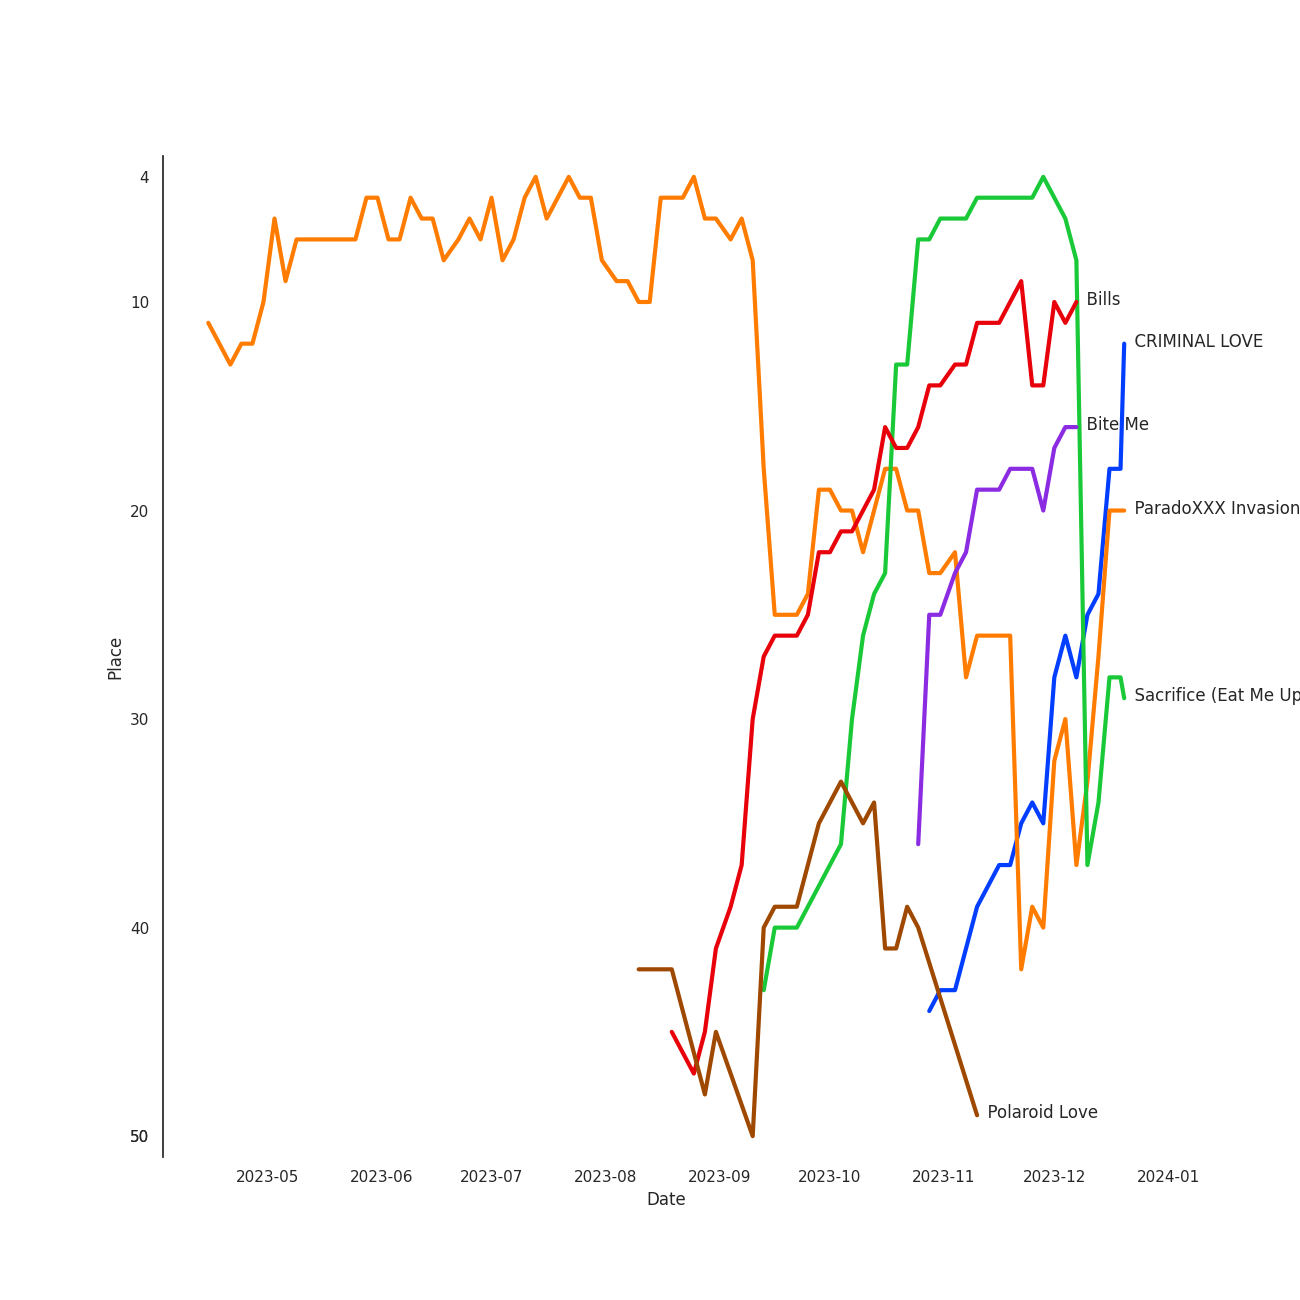 4
10
20
30
40
50
Place
Bills
CRIMINAL LOVE
Bite Me
ParadoXXX Invasion
Sacrifice (Eat Me Up
Polaroid Love
2023-05
2023-06
2023-07
2023-08
2023-09
2023-10
2023-11
2023-12
2024-01
Date